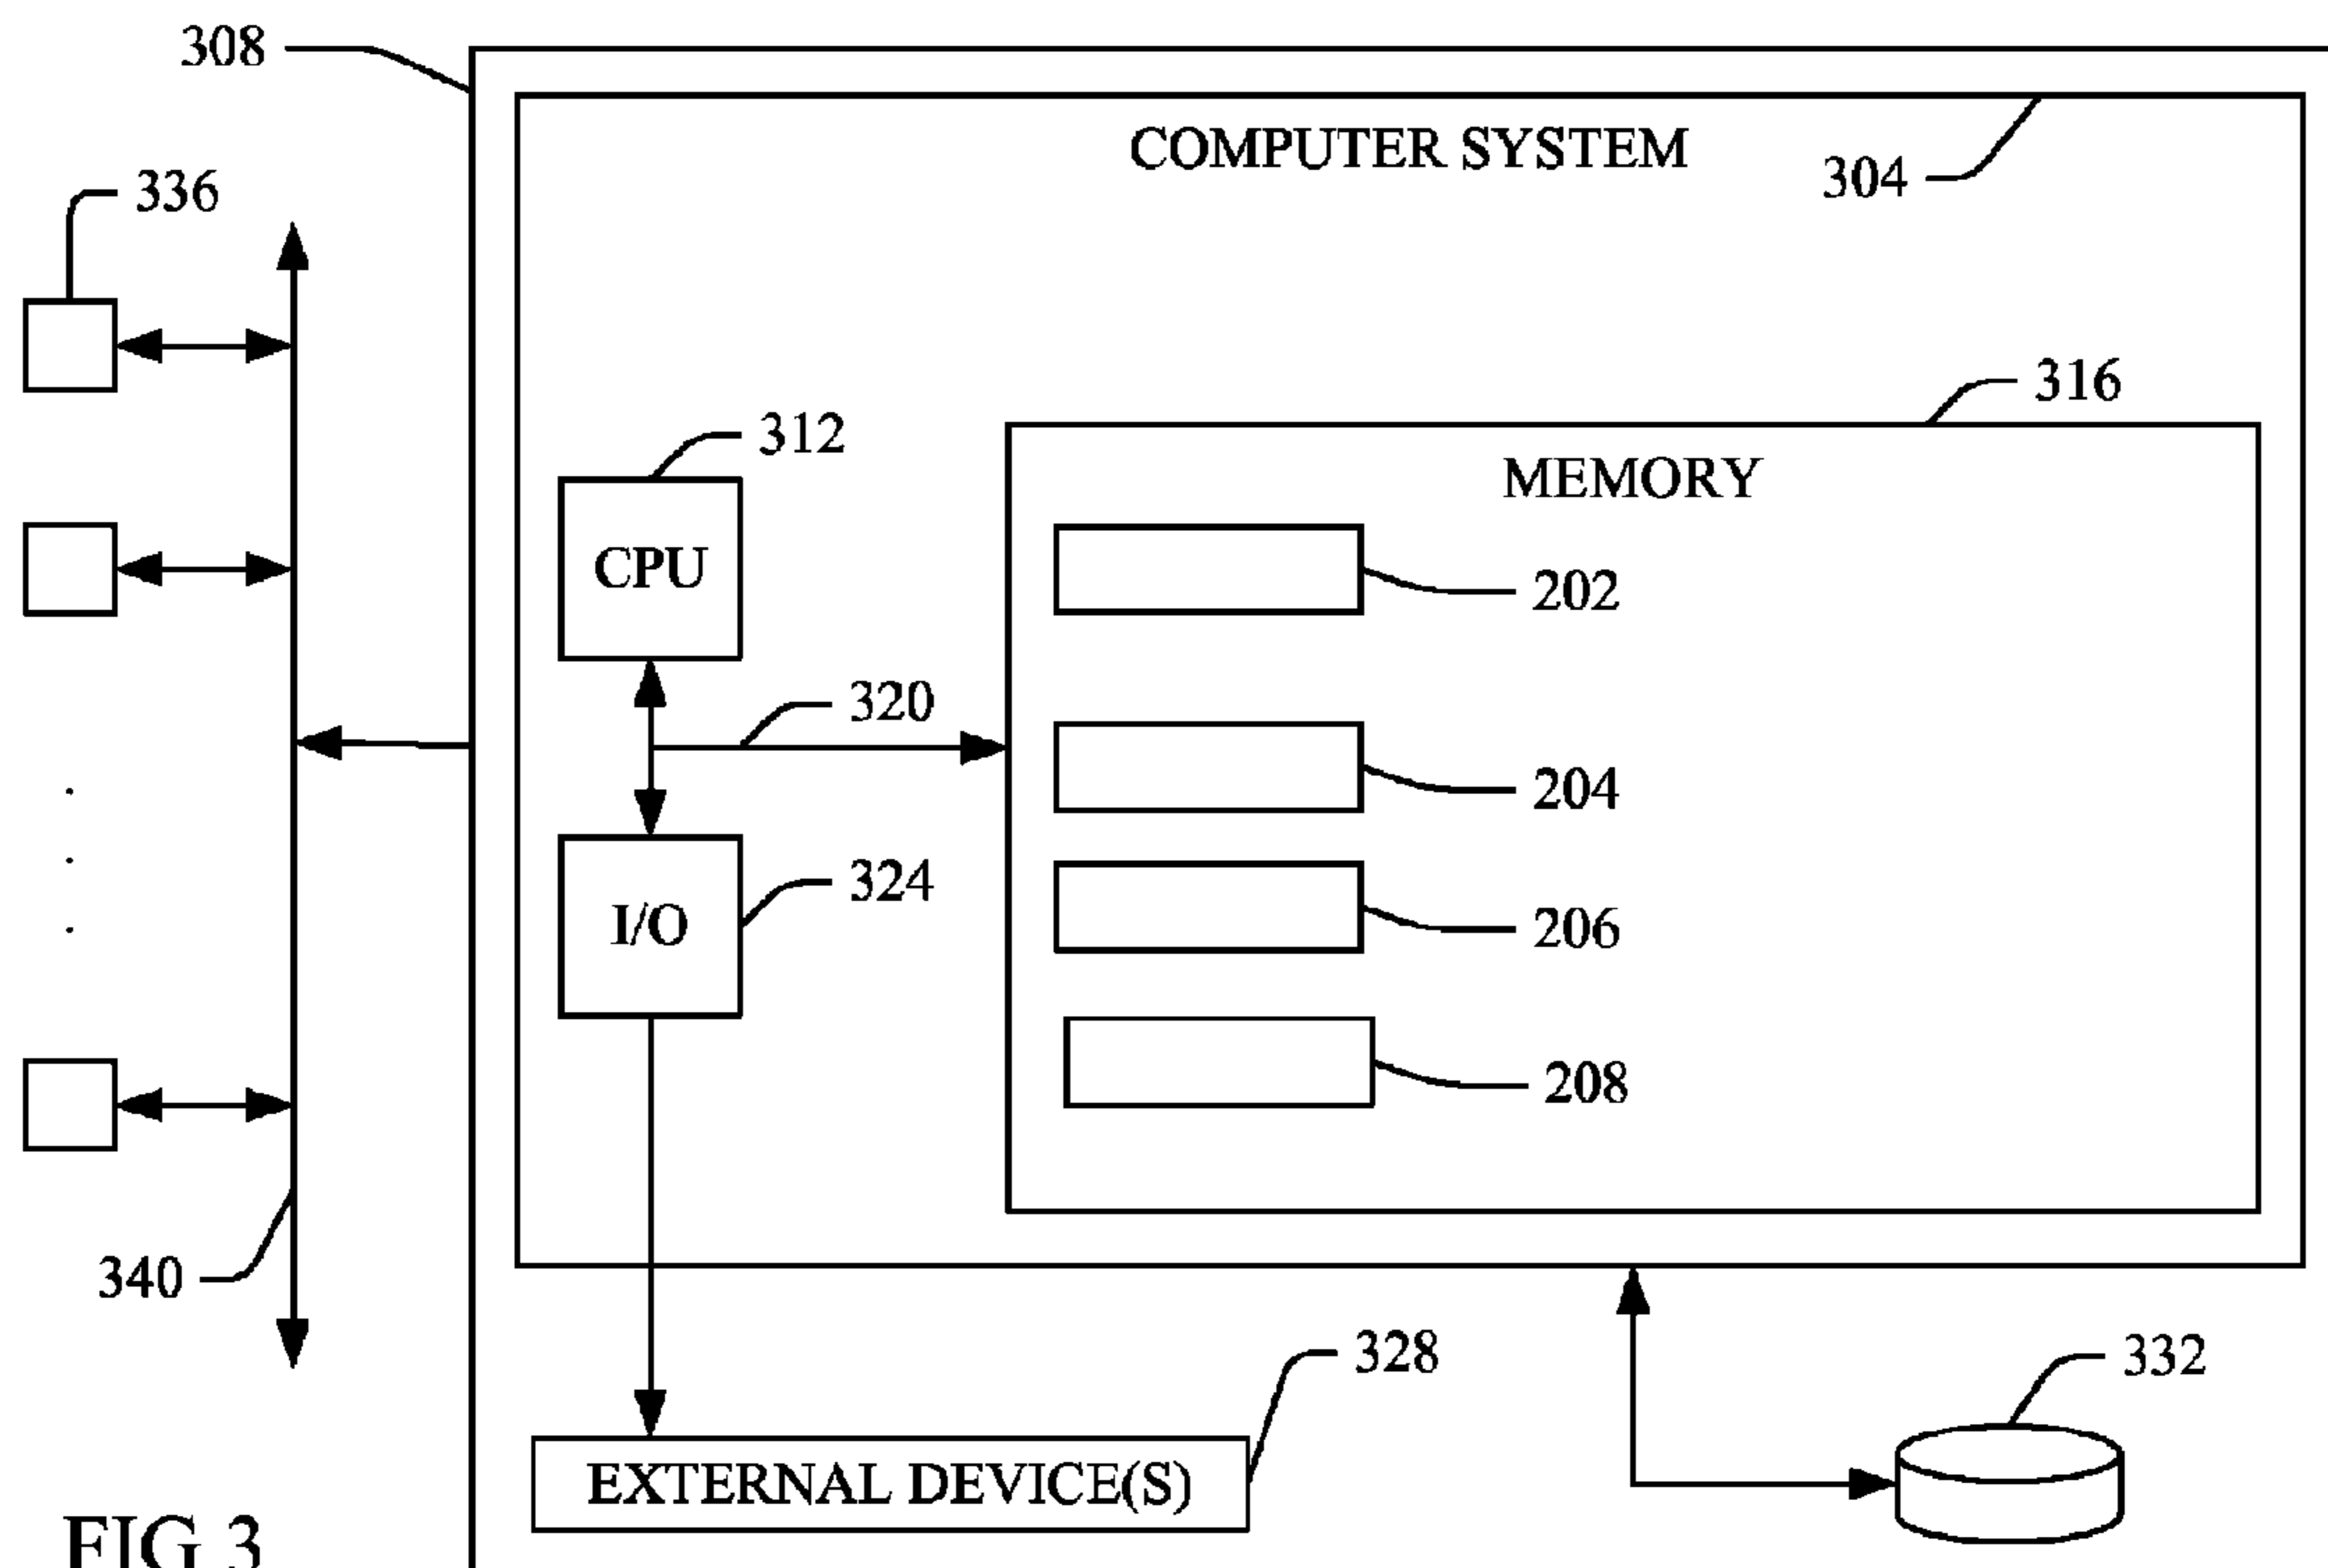 308
COMPUTER SYSTEM
304
336
316
312
MEMORY
CPU
202
320
204
324
I/O
206
208
340
328
332
EXTERNAL DEVICE(S)
FIG 3